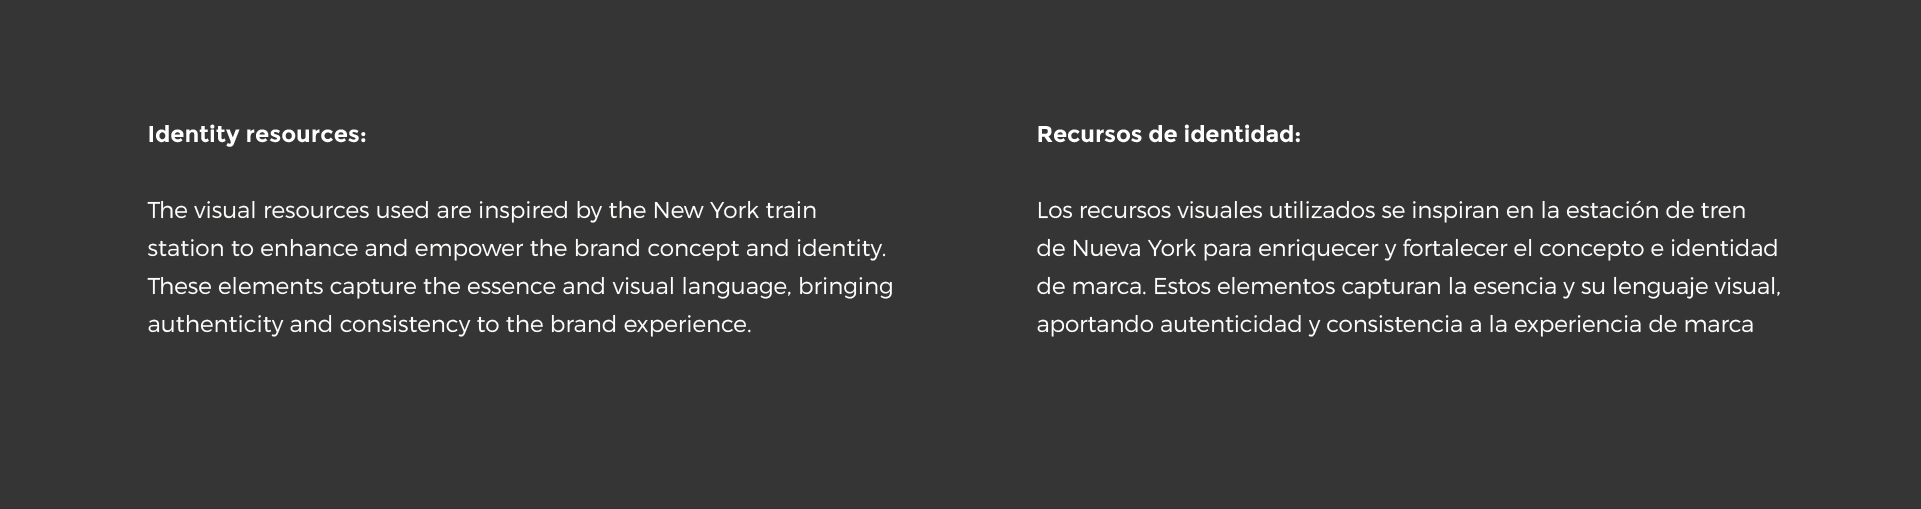 Identity resources:
The visual resources used are inspired by the New York train
station to enhance and empower the brand concept and identity.
These elements capture the essence and visual language, bringing
authenticity and consistency to the brand experience.
Recursos de identidad:
Los recursos visuales utilizados se inspiran en la estación de tren
de Nueva York para enriquecer y fortalecer el concepto e identidad
de marca. Estos elementos capturan la esencia y su lenguaje visual,
aportando autenticidad y consistencia a la experiencia de marca